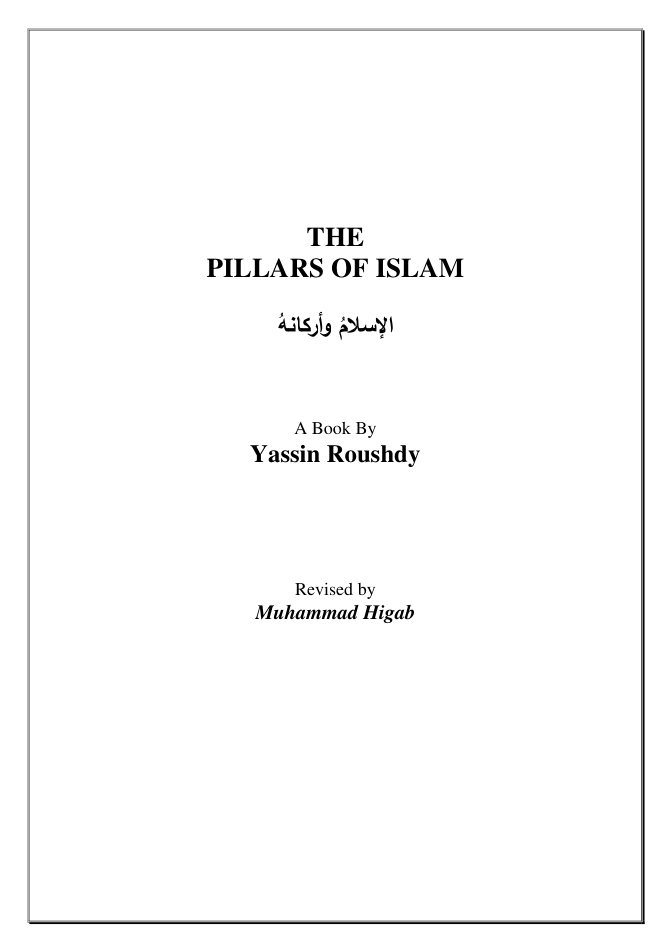 THE
PILLARS OF ISLAM
الإسلامُ وأركانهُ
A Book By
Yassin Roushdy
Revised by
Muhammad Higab